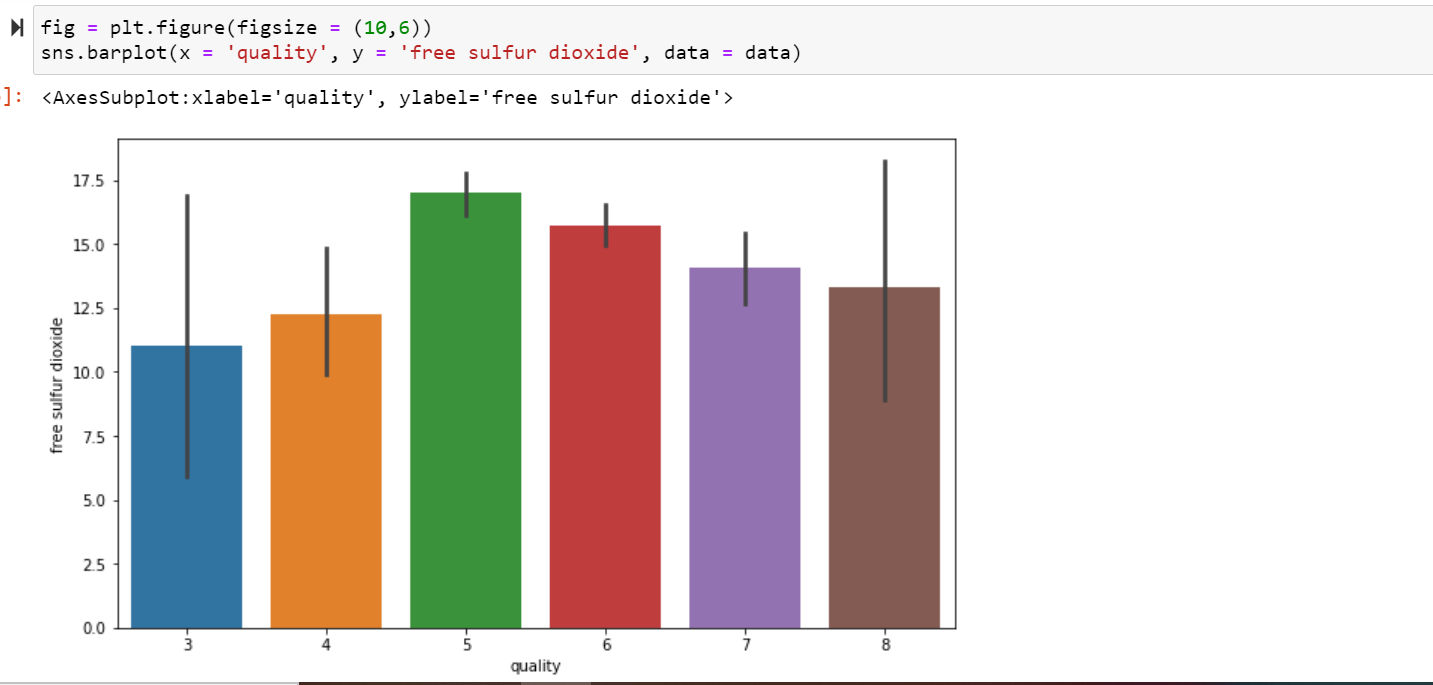 fig = plt.figure(figsize = (10,6))
sns.barplot(x = 'quality', y = 'free sulfur dioxide', data = data)
]: <AxesSubplot:xlabel='quality', ylabel='free sulfur dioxide'>
17.5
15.0
12.5
10.0
7.5
5.0
2.5
0.0
free sulfur dioxide
3 4 5 6 7 8
quality